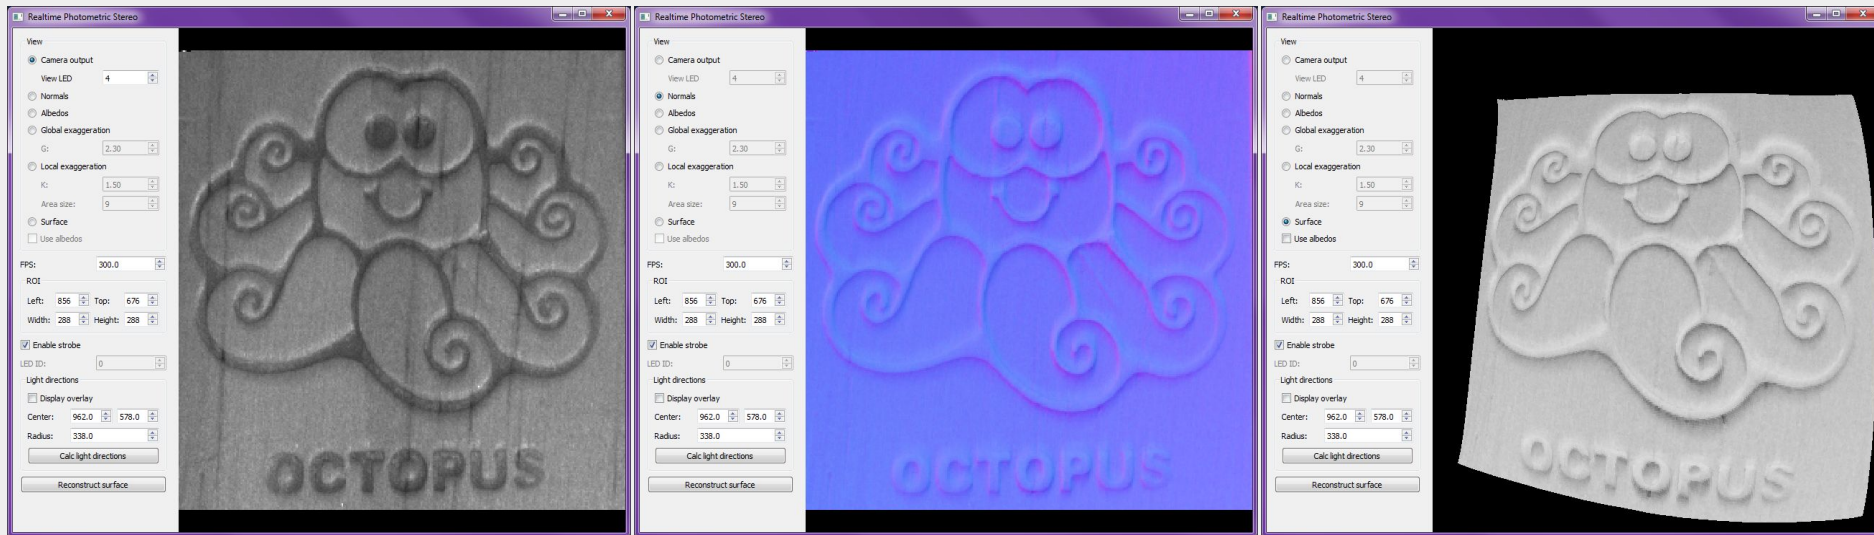 Realtime Photometric Stereo
View
Camera output
View LED 4
Normals
Albedos
Global exaggeration
G: 2.30
Local exaggeration
K: 1.50
Area size: 9
Surface
Use albedos
FPS: 300.0
ROI
Left: 856 Top: 676
Width: 288 Height: 288
Enable strobe
LED ID: 0
Light directions
Display overlay
Center: 962.0 578.0
Radius: 338.0
Calc light directions
Reconstruct surface
OCTOPUS
Realtime Photometric Stereo
View
Camera output
View LED 4
Normals
Albedos
Global exaggeration
G: 2.30
Local exaggeration
K: 1.50
Area size: 9
Surface
Use albedos
FPS: 300.0
ROI
Left: 856 Top: 676
Width: 288 Height: 288
Enable strobe
LED ID: 0
Light directions
Display overlay
Center: 962.0 578.0
Radius: 338.0
Calc light directions
Reconstruct surface
OCTOPUS
Realtime Photometric Stereo
View
Camera output
View LED 4
Normals
Albedos
Global exaggeration
G: 2.30
Local exaggeration
K: 1.50
Area size: 9
Surface
Use albedos
FPS: 300.0
ROI
Left: 856 Top: 676
Width: 288 Height: 288
Enable strobe
LED ID: 0
Light directions
Display overlay
Center: 962.0 578.0
Radius: 338.0
Calc light directions
Reconstruct surface
OCTOPUS